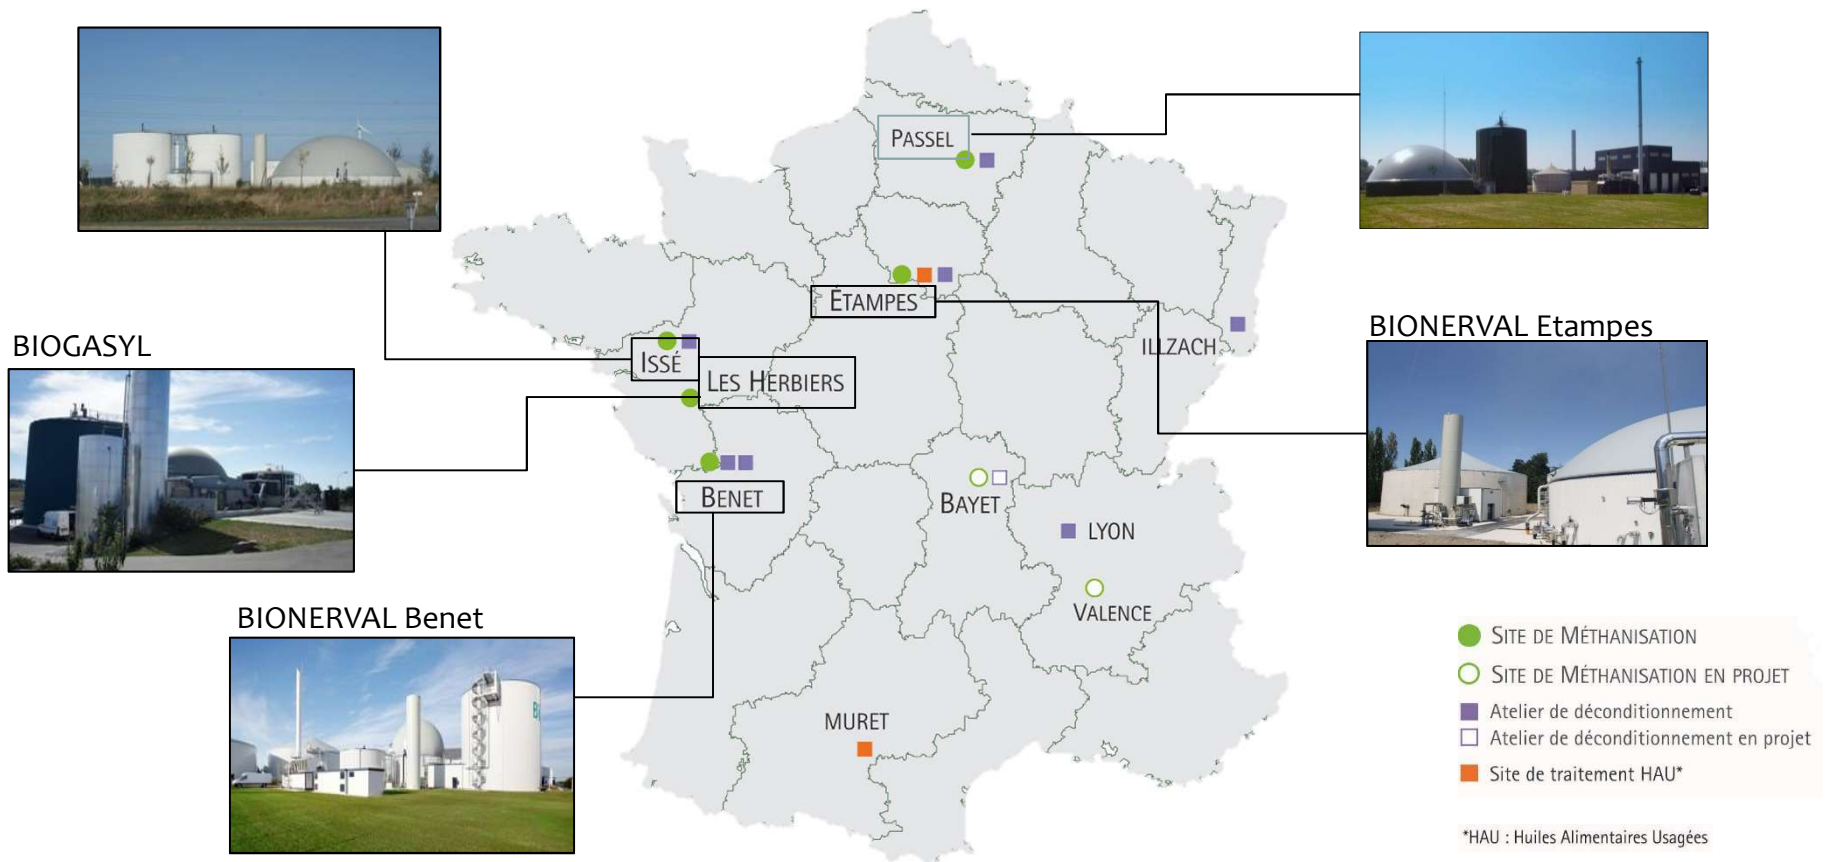 PASSEL
ETAMPES
BIONERVAL Etampes
ILLZACH
BIOGASYL
ISSÉ
LES HERBIERS
BENET
BAYET
LYON
VALENCE
BIONERVAL Benet
MURET
SITE DE MÉTHANISATION
SITE DE MÉTHANISATION EN PROJET
Atelier de déconditionnement
Atelier de déconditionnement en projet
Site de traitement HAU*
*HAU : Huiles Alimentaires Usagées